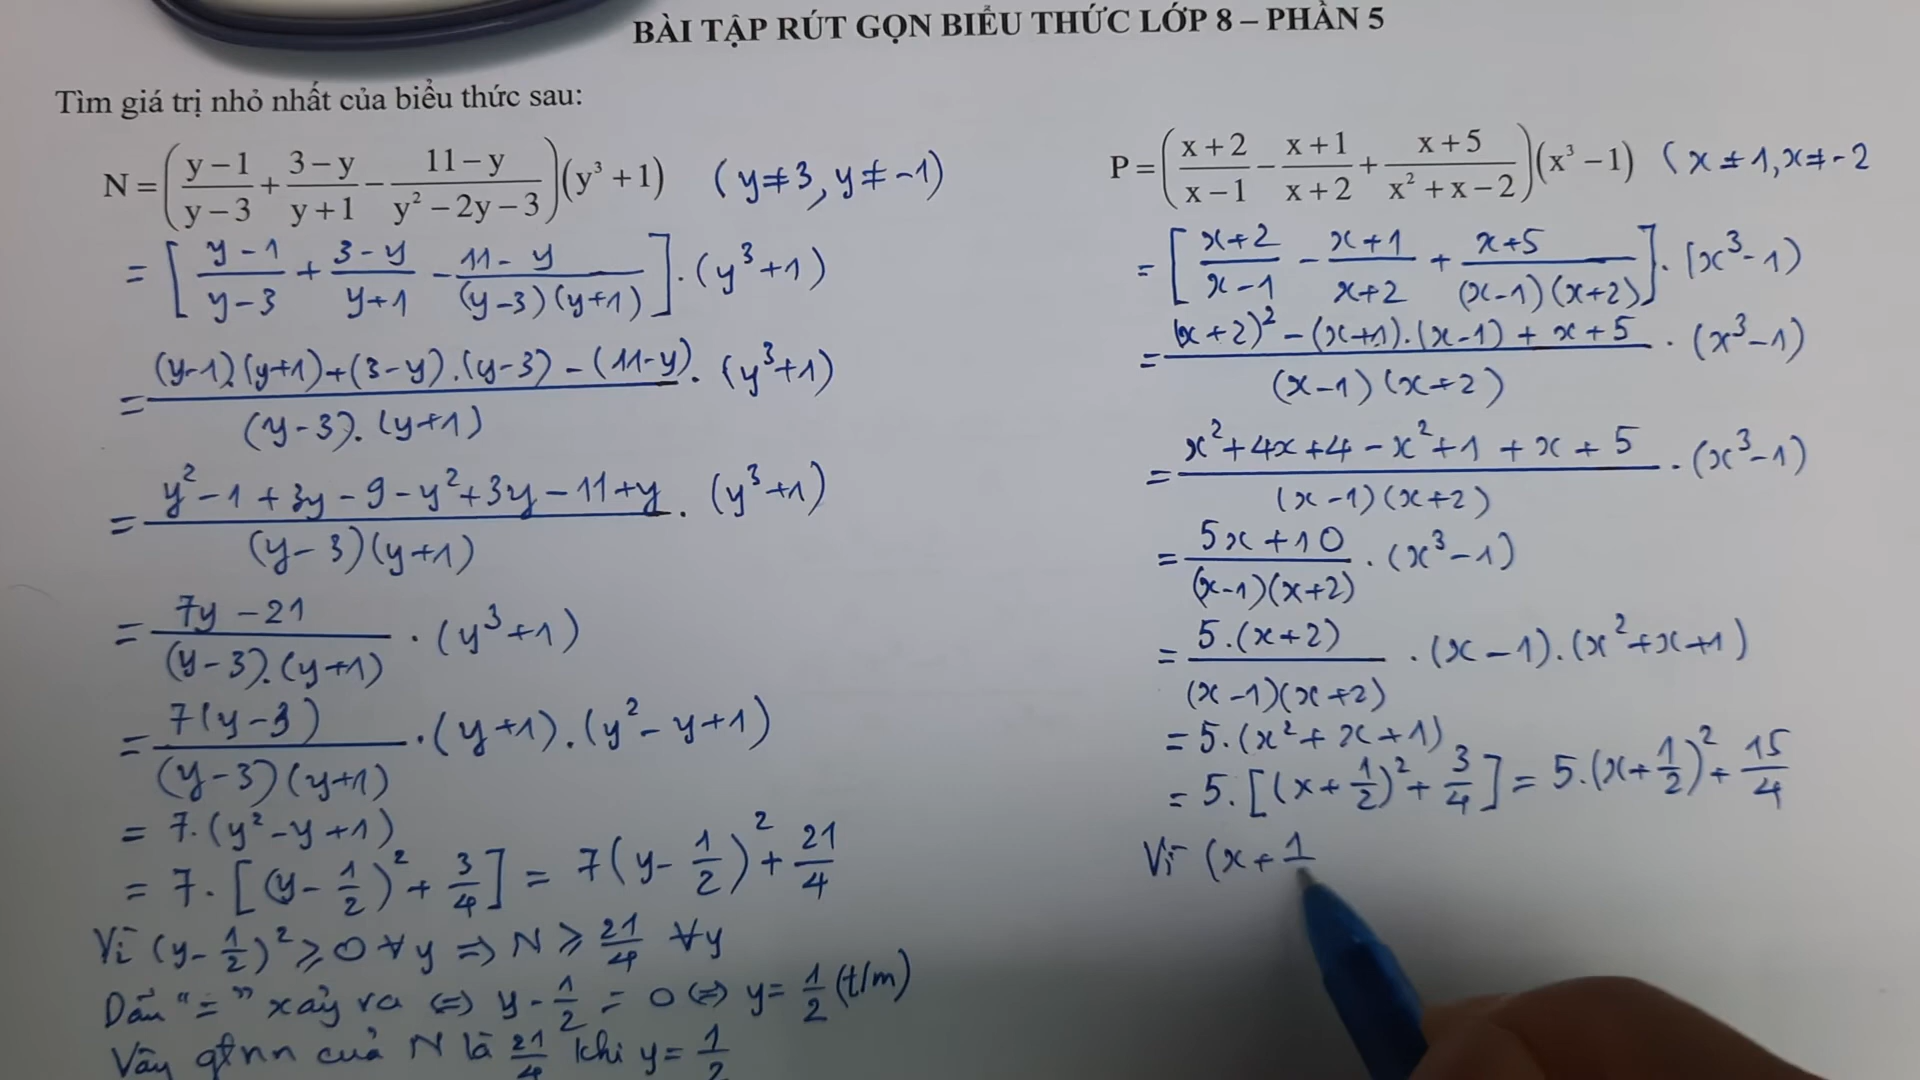 BÀI TẬP RÚT GỌN BIỂU THỨC LỚP 8 – PHẦN 5
Tìm giá trị nhỏ nhất của biểu thức sau:
N = ( (y−1)/(y−3) + (3−y)/(y+1) − (11−y)/(y²−2y−3) ) (y³+1) (y≠3, y≠−1)
= [ (y−1)/(y−3) + (3−y)/(y+1) − (11−y)/((y−3)(y+1)) ] . (y³+1)
= ((y−1).(y+1)+(3−y).(y−3)−(11−y))/((y−3).(y+1)) . (y³+1)
= (y²−1+3y−9−y²+3y−11+y)/((y−3)(y+1)) . (y³+1)
= (7y−21)/((y−3).(y+1)) . (y³+1)
= (7(y−3))/((y−3)(y+1)) . (y+1).(y²−y+1)
= 7.(y²−y+1)
= 7.[(y−1/2)²+3/4] = 7(y−1/2)²+21/4
Vì (y−1/2)² ⩾ 0 ∀y ⇒ N ⩾ 21/4 ∀y
Dấu "=" xảy ra ⇔ y−1/2 = 0 ⇔ y = 1/2 (t/m)
Vậy gtnn của N là 21/4 khi y = 1/2
P = ( (x+2)/(x−1) − (x+1)/(x+2) + (x+5)/(x²+x−2) ) (x³−1) (x≠1, x≠−2
= [ (x+2)/(x−1) − (x+1)/(x+2) + (x+5)/((x−1)(x+2)) ] . (x³−1)
= ((x+2)²−(x+1).(x−1)+x+5)/((x−1)(x+2)) . (x³−1)
= (x²+4x+4−x²+1+x+5)/((x−1)(x+2)) . (x³−1)
= (5x+10)/((x−1)(x+2)) . (x³−1)
= (5.(x+2))/((x−1)(x+2)) . (x−1).(x²+x+1)
= 5.(x²+x+1)
= 5.[(x+1/2)²+3/4] = 5.(x+1/2)²+15/4
Vì (x+1